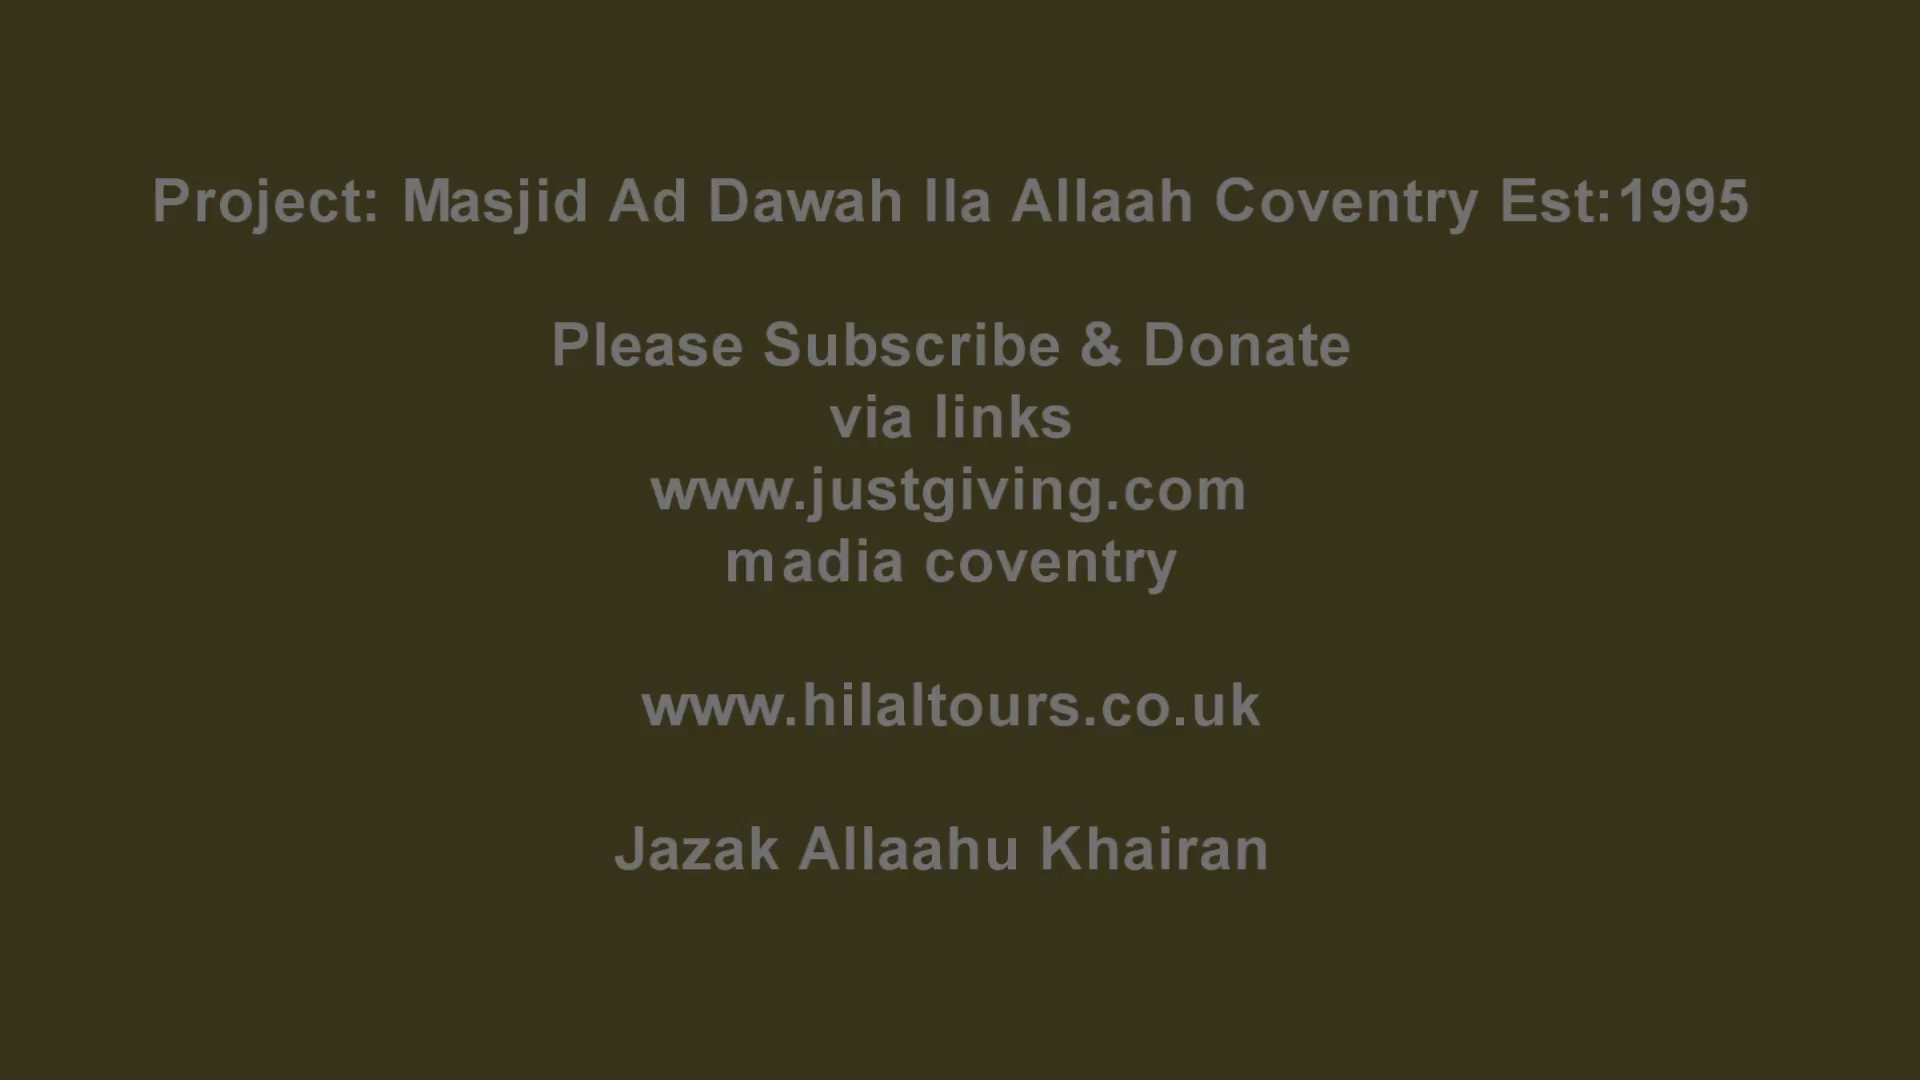 Project: Masjid Ad Dawah Ila Allaah Coventry Est:1995
Please Subscribe & Donate
via links
www.justgiving.com
madia coventry
www.hilaltours.co.uk
Jazak Allaahu Khairan